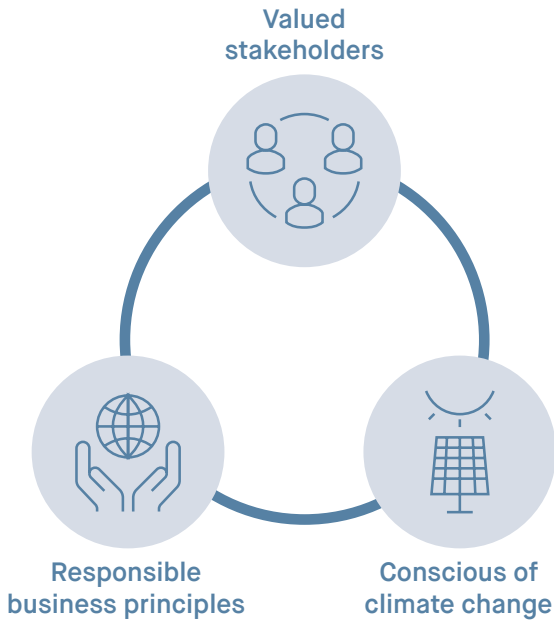 Valued
stakeholders
Responsible
business principles
Conscious of
climate change